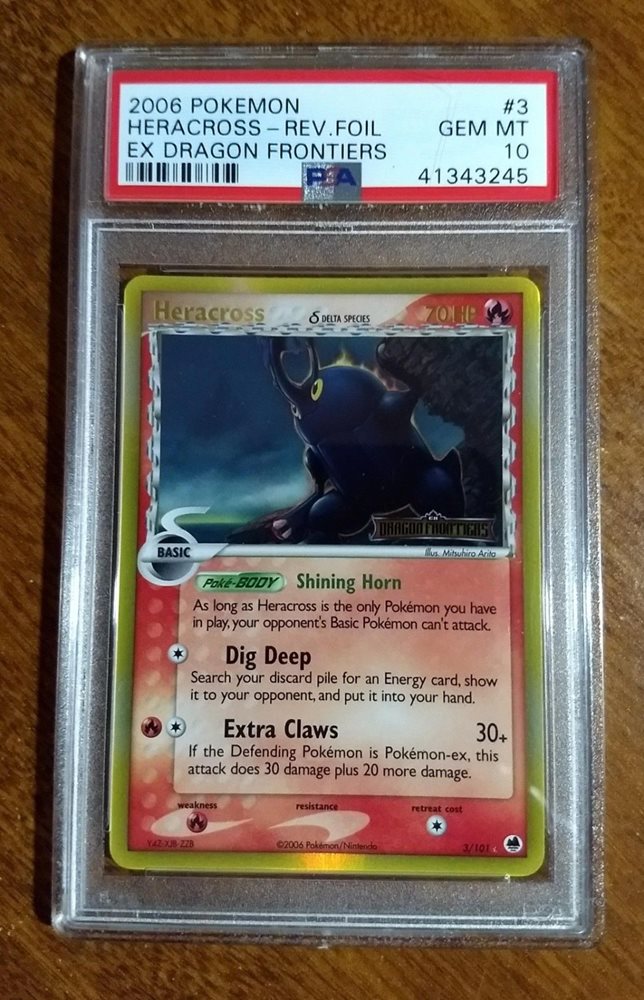 2006 POKEMON #3
HERACROSS - REV.FOIL GEM MT
EX DRAGON FRONTIERS 10
PSA 41343245
Heracross δ DELTA SPECIES 70 HP
EX
DRAGON FRONTIERS
δ
BASIC
Illus. Mitsuhiro Arita
Poké-BODY Shining Horn
As long as Heracross is the only Pokémon you have
in play, your opponent's Basic Pokémon can't attack.
Dig Deep
Search your discard pile for an Energy card, show
it to your opponent, and put it into your hand.
Extra Claws 30+
If the Defending Pokémon is Pokémon-ex, this
attack does 30 damage plus 20 more damage.
weakness resistance retreat cost
Y4Z-XJB-ZZB ©2006 Pokémon/Nintendo 3/101